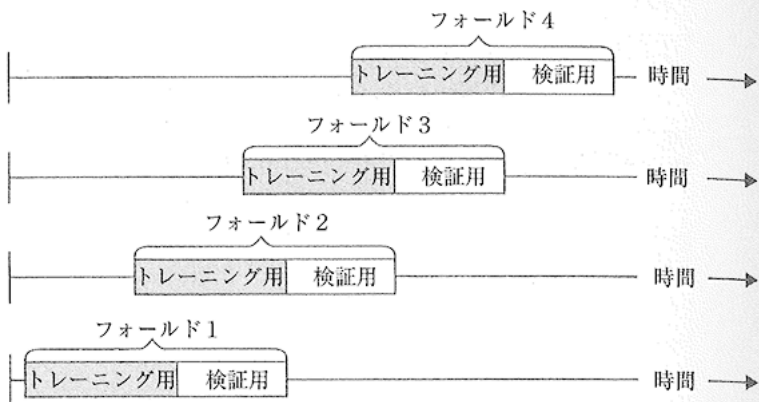 フォールド4
トレーニング用 検証用 時間
フォールド3
トレーニング用 検証用 時間
フォールド2
トレーニング用 検証用 時間
フォールド1
トレーニング用 検証用 時間